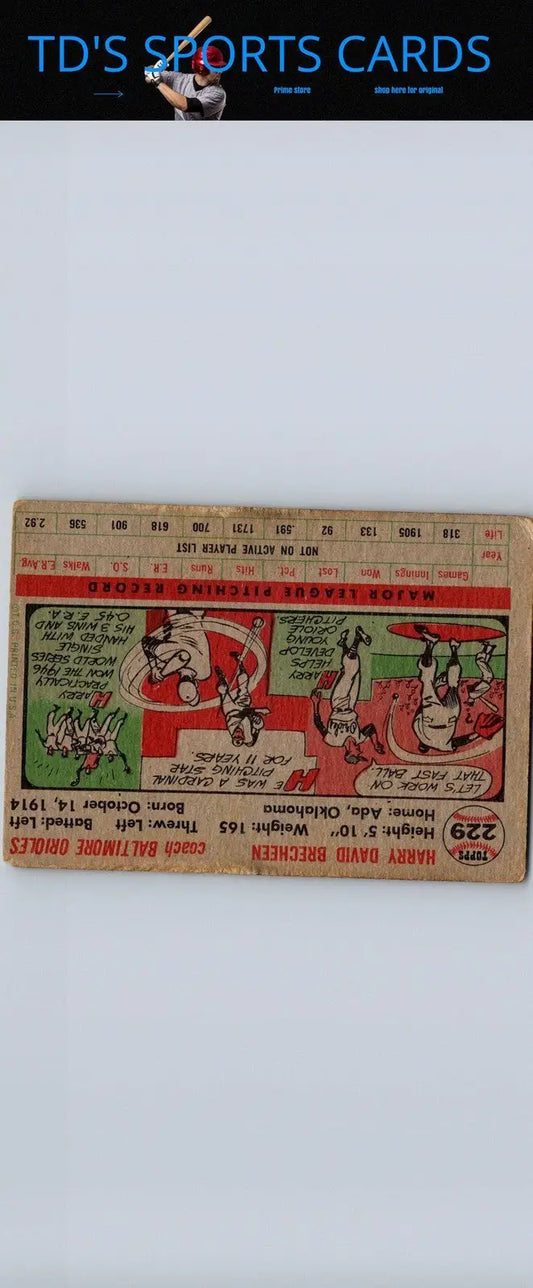 TD'S SPORTS CARDS
Prime store
shop here for original
TOPPS
229
HARRY DAVID BRECHEEN coach BALTIMORE ORIOLES
Height: 5' 10" Weight: 165 Threw: Left Batted: Left
Home: Ada, Oklahoma Born: October 14, 1914
LET'S WORK ON
THAT FAST BALL.
HARRY
HELPS
DEVELOP
YOUNG
ORIOLE
PITCHERS.
HE WAS A CARDINAL
PITCHING STAR
FOR 11 YEARS.
HARRY
PRACTICALLY
WON THE 1946
WORLD SERIES
SINGLE
HANDED WITH
HIS 3 WINS AND
0.45 E.R.A.
MAJOR LEAGUE PITCHING RECORD
Year Games Innings Won Lost Pct. Hits Runs E.R. S.O. Walks E.R.Avg.
NOT ON ACTIVE PLAYER LIST
Life 318 1905 133 92 .591 1731 700 618 901 536 2.92
PRINTED IN U.S.A.